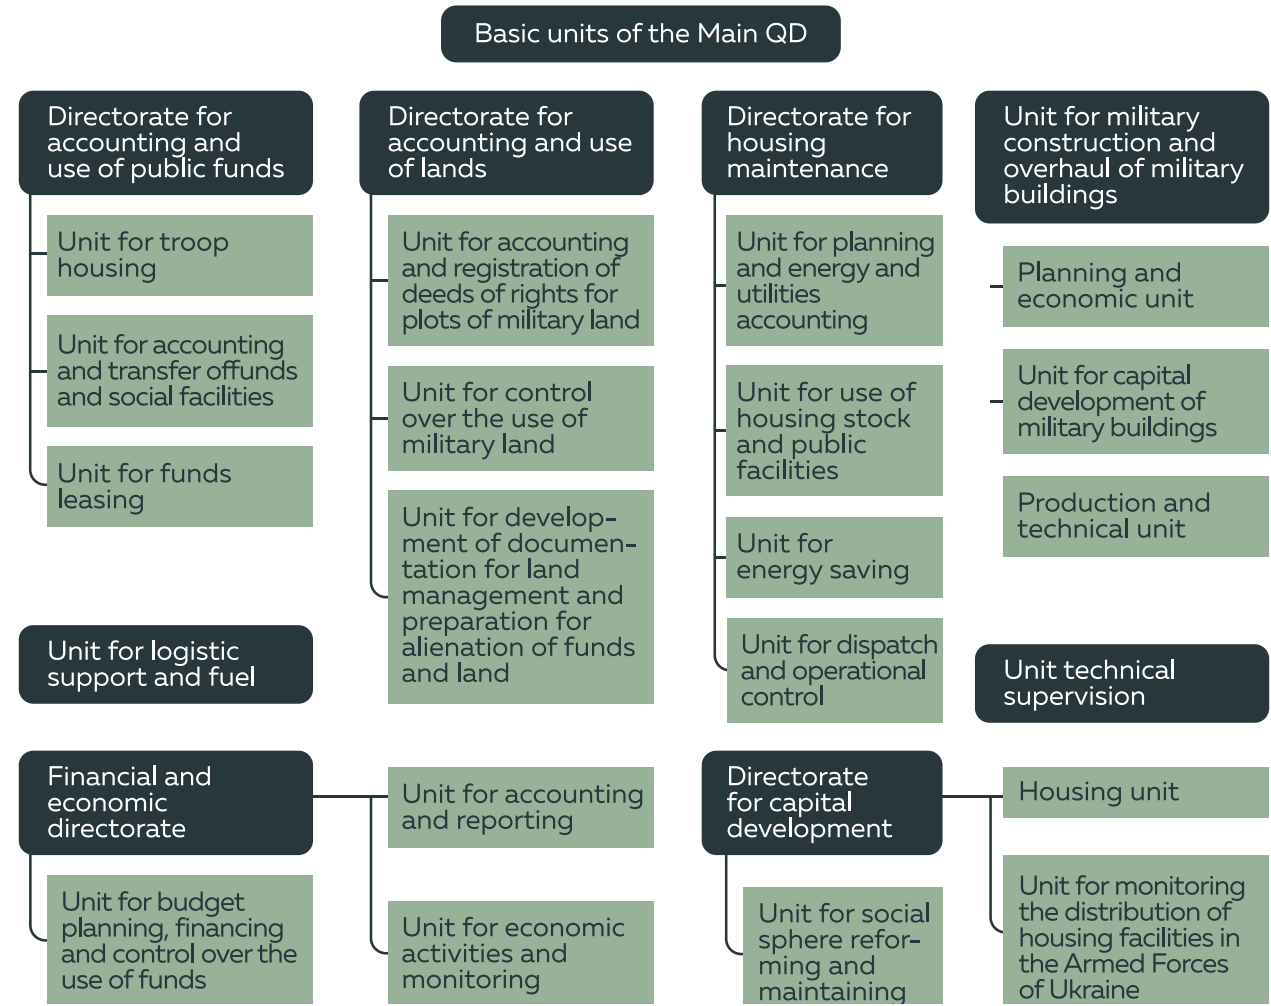 Basic units of the Main QD
Directorate for
accounting and
use of public funds
Unit for troop
housing
Unit for accounting
and transfer offunds
and social facilities
Unit for funds
leasing
Directorate for
accounting and use
of lands
Unit for accounting
and registration of
deeds of rights for
plots of military land
Unit for control
over the use of
military land
Unit for develop-
ment of documen-
tation for land
management and
preparation for
alienation of funds
and land
Directorate for
housing
maintenance
Unit for planning
and energy and
utilities
accounting
Unit for use of
housing stock
and public
facilities
Unit for
energy saving
Unit for dispatch
and operational
control
Unit for military
construction and
overhaul of military
buildings
Planning and
economic unit
Unit for capital
development of
military buildings
Production and
technical unit
Unit for logistic
support and fuel
Unit technical
supervision
Financial and
economic
directorate
Unit for budget
planning, financing
and control over the
use of funds
Unit for accounting
and reporting
Unit for economic
activities and
monitoring
Directorate
for capital
development
Unit for social
sphere refor-
ming and
maintaining
Housing unit
Unit for monitoring
the distribution of
housing facilities in
the Armed Forces
of Ukraine